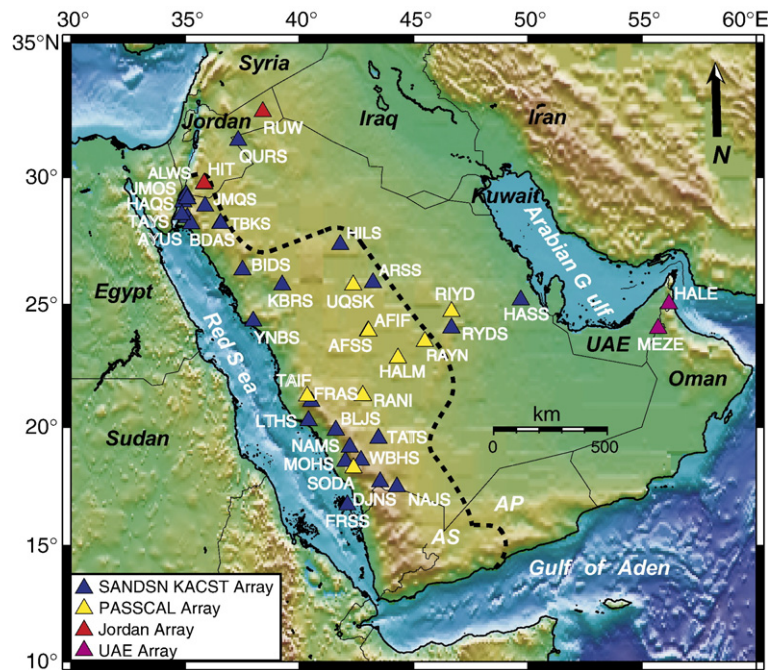 30° 35° 40° 45° 50° 55° 60°E
35°N
Syria
Jordan
RUW
Iraq
Iran
N
QURS
30°
ALWS
HIT
JMOS
HAQS
JMQS
TAYS
TBKS
AYUS
BDAS
Kuwait
Arabian Gulf
HILS
BIDS
ARSS
KBRS
UQSK
RIYD
HASS
HALE
25°
Egypt
YNBS
AFIF
AFSS
RYDS
RAYN
MEZE
UAE
HALM
Oman
Red Sea
TAIF
FRAS
RANI
km
0 500
LTHS
BLJS
20°
Sudan
NAMS
TATS
MOHS
WBHS
SODA
DJNS
NAJS
FRSS
AP
AS
15°
Gulf of Aden
SANDSN KACST Array
PASSCAL Array
Jordan Array
UAE Array
10°